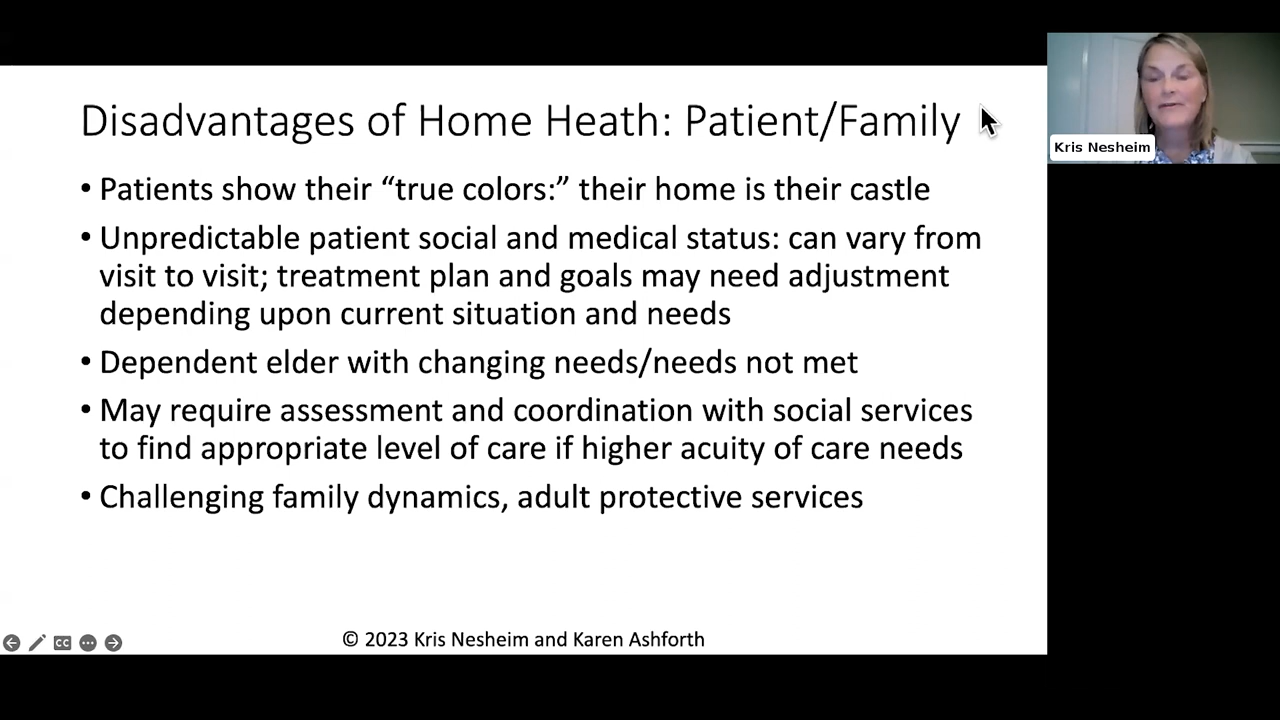 Disadvantages of Home Heath: Patient/Family
• Patients show their “true colors:” their home is their castle
• Unpredictable patient social and medical status: can vary from
visit to visit; treatment plan and goals may need adjustment
depending upon current situation and needs
• Dependent elder with changing needs/needs not met
• May require assessment and coordination with social services
to find appropriate level of care if higher acuity of care needs
• Challenging family dynamics, adult protective services
© 2023 Kris Nesheim and Karen Ashforth
CC
Kris Nesheim